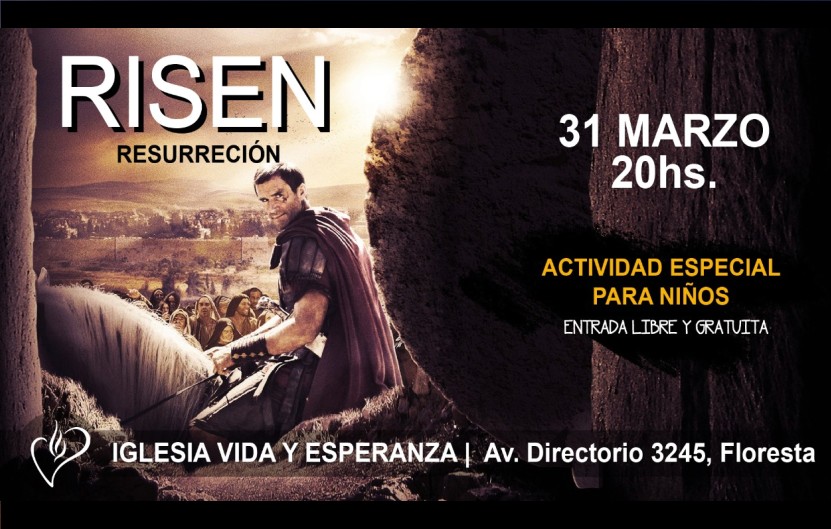 RISEN
RESURRECIÓN
31 MARZO
20hs.
ACTIVIDAD ESPECIAL
PARA NIÑOS
ENTRADA LIBRE Y GRATUITA
IGLESIA VIDA Y ESPERANZA | Av. Directorio 3245, Floresta